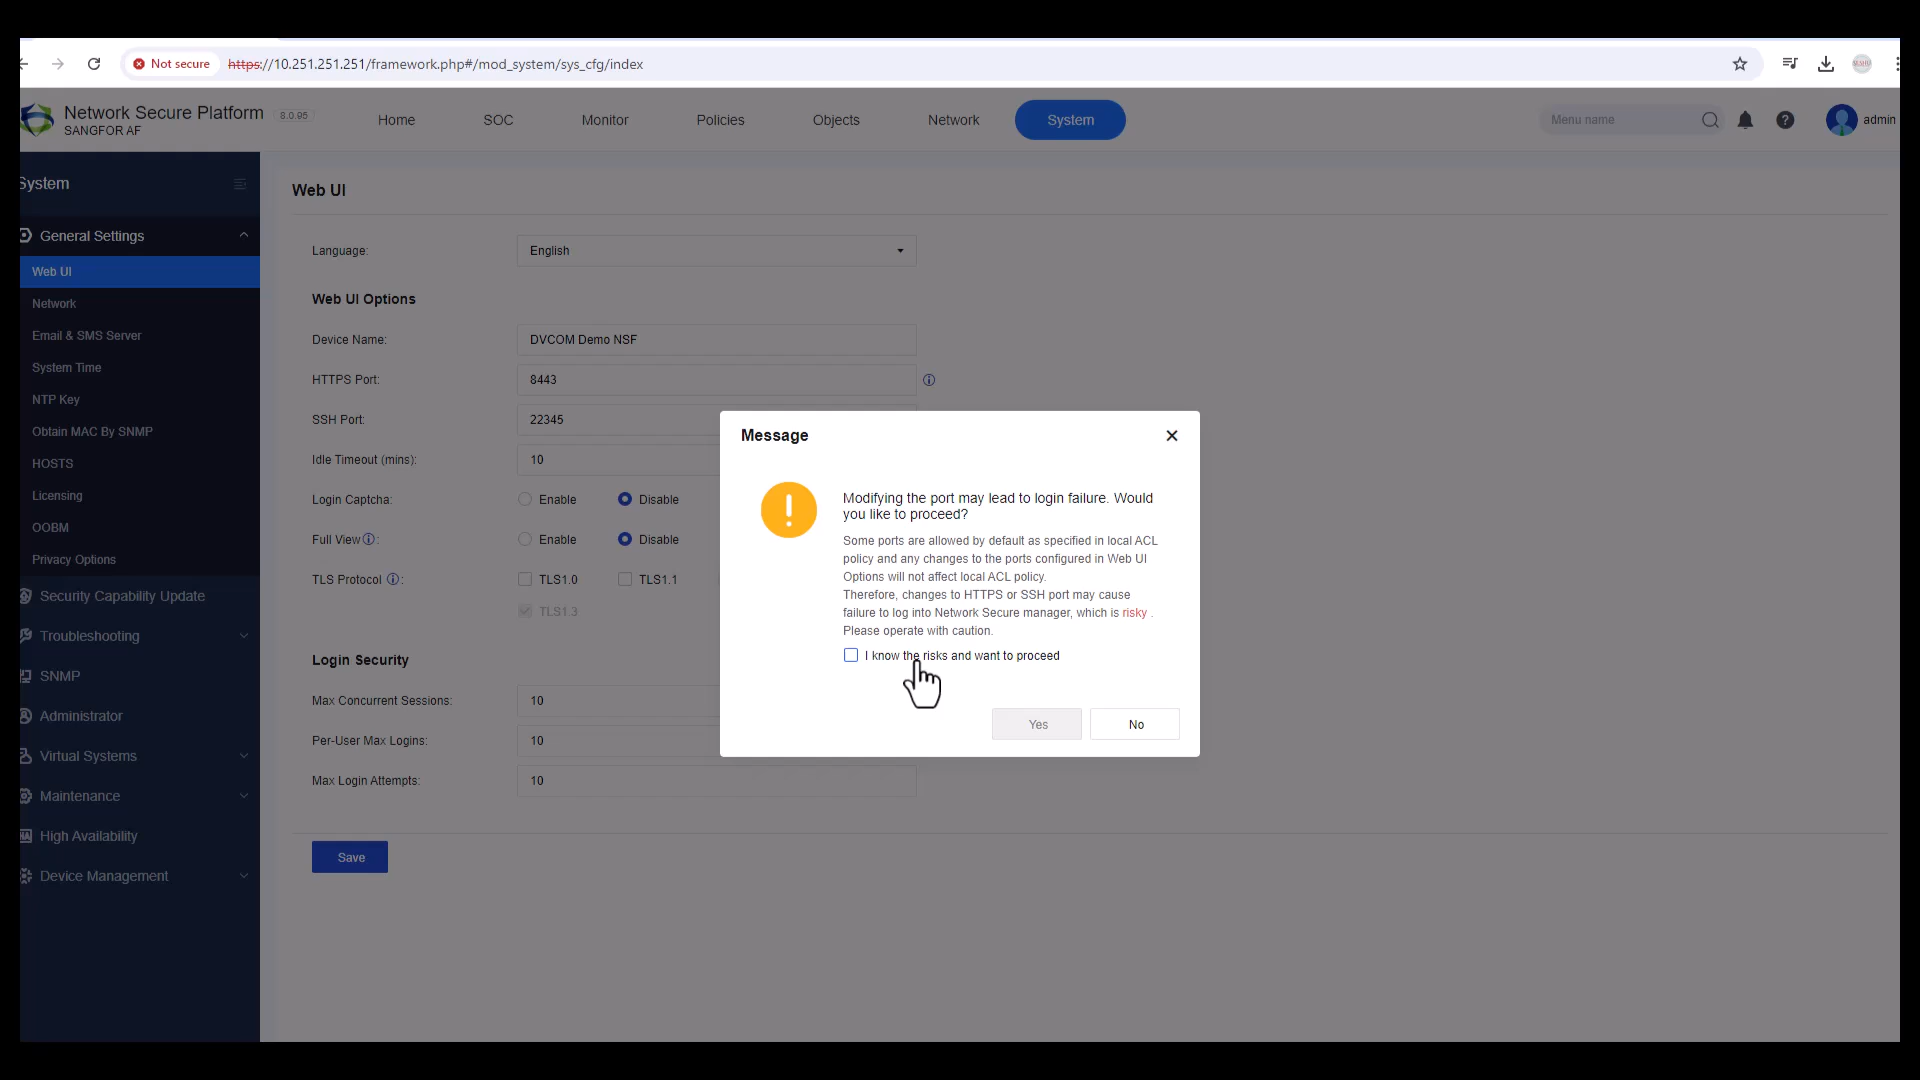 Not secure
https://10.251.251.251/framework.php#/mod_system/sys_cfg/index
Network Secure Platform
8.0.95
SANGFOR AF
Home
SOC
Monitor
Policies
Objects
Network
System
Menu name
admin
System
General Settings
Web UI
Network
Email & SMS Server
System Time
NTP Key
Obtain MAC By SNMP
HOSTS
Licensing
OOBM
Privacy Options
Security Capability Update
Troubleshooting
SNMP
Administrator
Virtual Systems
Maintenance
High Availability
Device Management
Web UI
Language:
English
Web UI Options
Device Name:
DVCOM Demo NSF
HTTPS Port:
8443
SSH Port:
22345
Idle Timeout (mins):
10
Login Captcha:
Enable
Disable
Full View :
Enable
Disable
TLS Protocol :
TLS1.0
TLS1.1
TLS1.3
Login Security
Max Concurrent Sessions:
10
Per-User Max Logins:
10
Max Login Attempts:
10
Save
Message
Modifying the port may lead to login failure. Would
you like to proceed?
Some ports are allowed by default as specified in local ACL
policy and any changes to the ports configured in Web UI
Options will not affect local ACL policy.
Therefore, changes to HTTPS or SSH port may cause
failure to log into Network Secure manager, which is risky .
Please operate with caution.
I know the risks and want to proceed
Yes
No